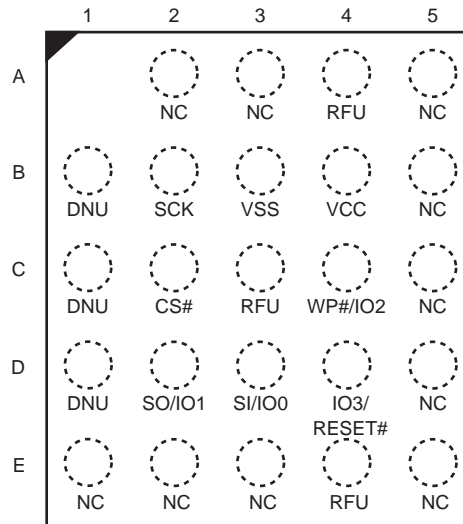 1 2 3 4 5
A
NC NC RFU NC
B
DNU SCK VSS VCC NC
C
DNU CS# RFU WP#/IO2 NC
D
DNU SO/IO1 SI/IO0 IO3/ NC
RESET#
E
NC NC NC RFU NC